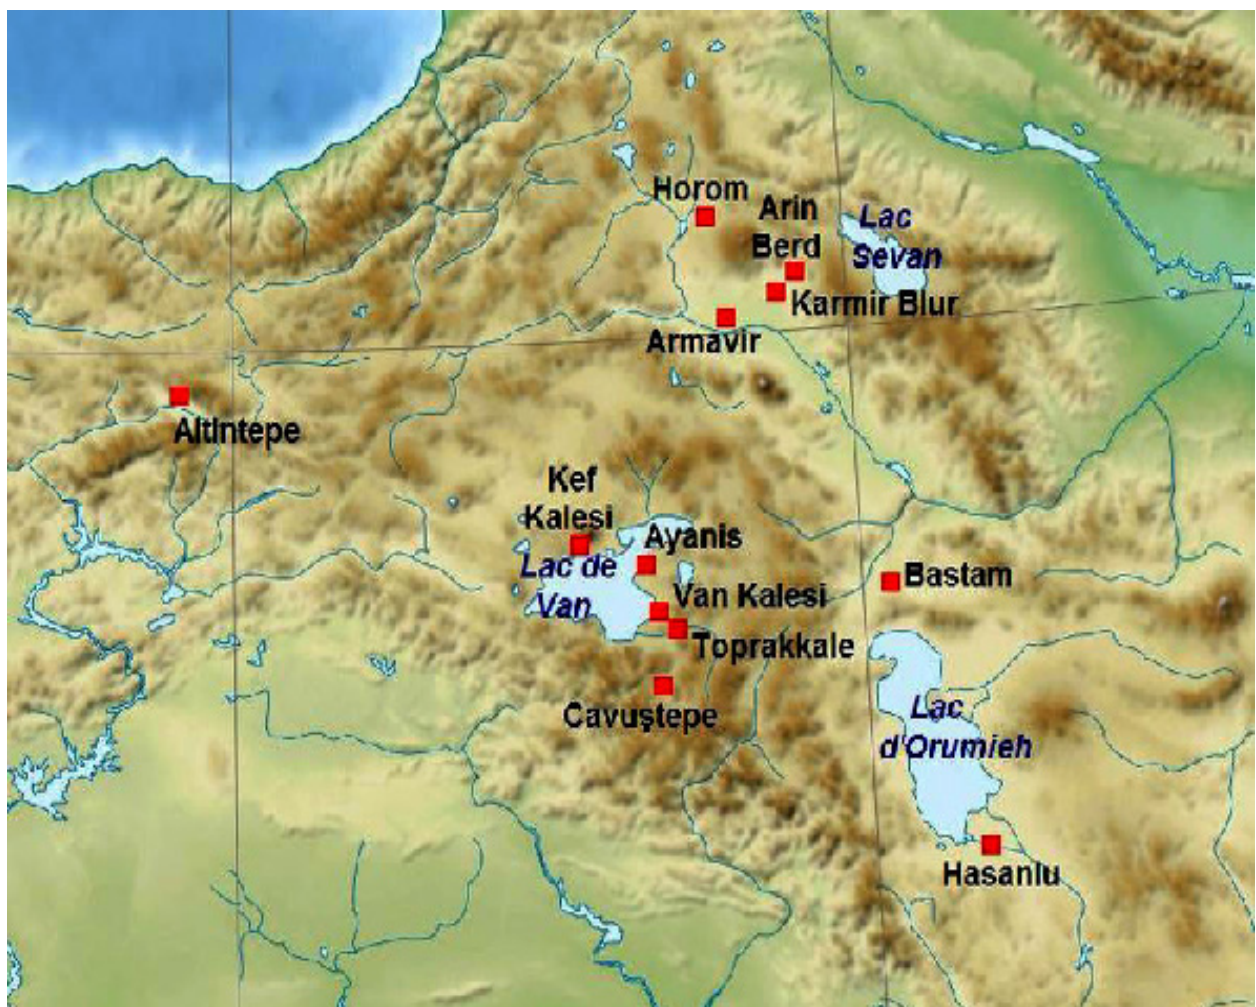 Horom
Arin
Berd
Lac
Sevan
Karmir Blur
Armavir
Altintepe
Kef
Kalesi
Ayanis
Lac de
Van
Van Kalesi
Bastam
Toprakkale
Cavuştepe
Lac
d'Orumieh
Hasanlu